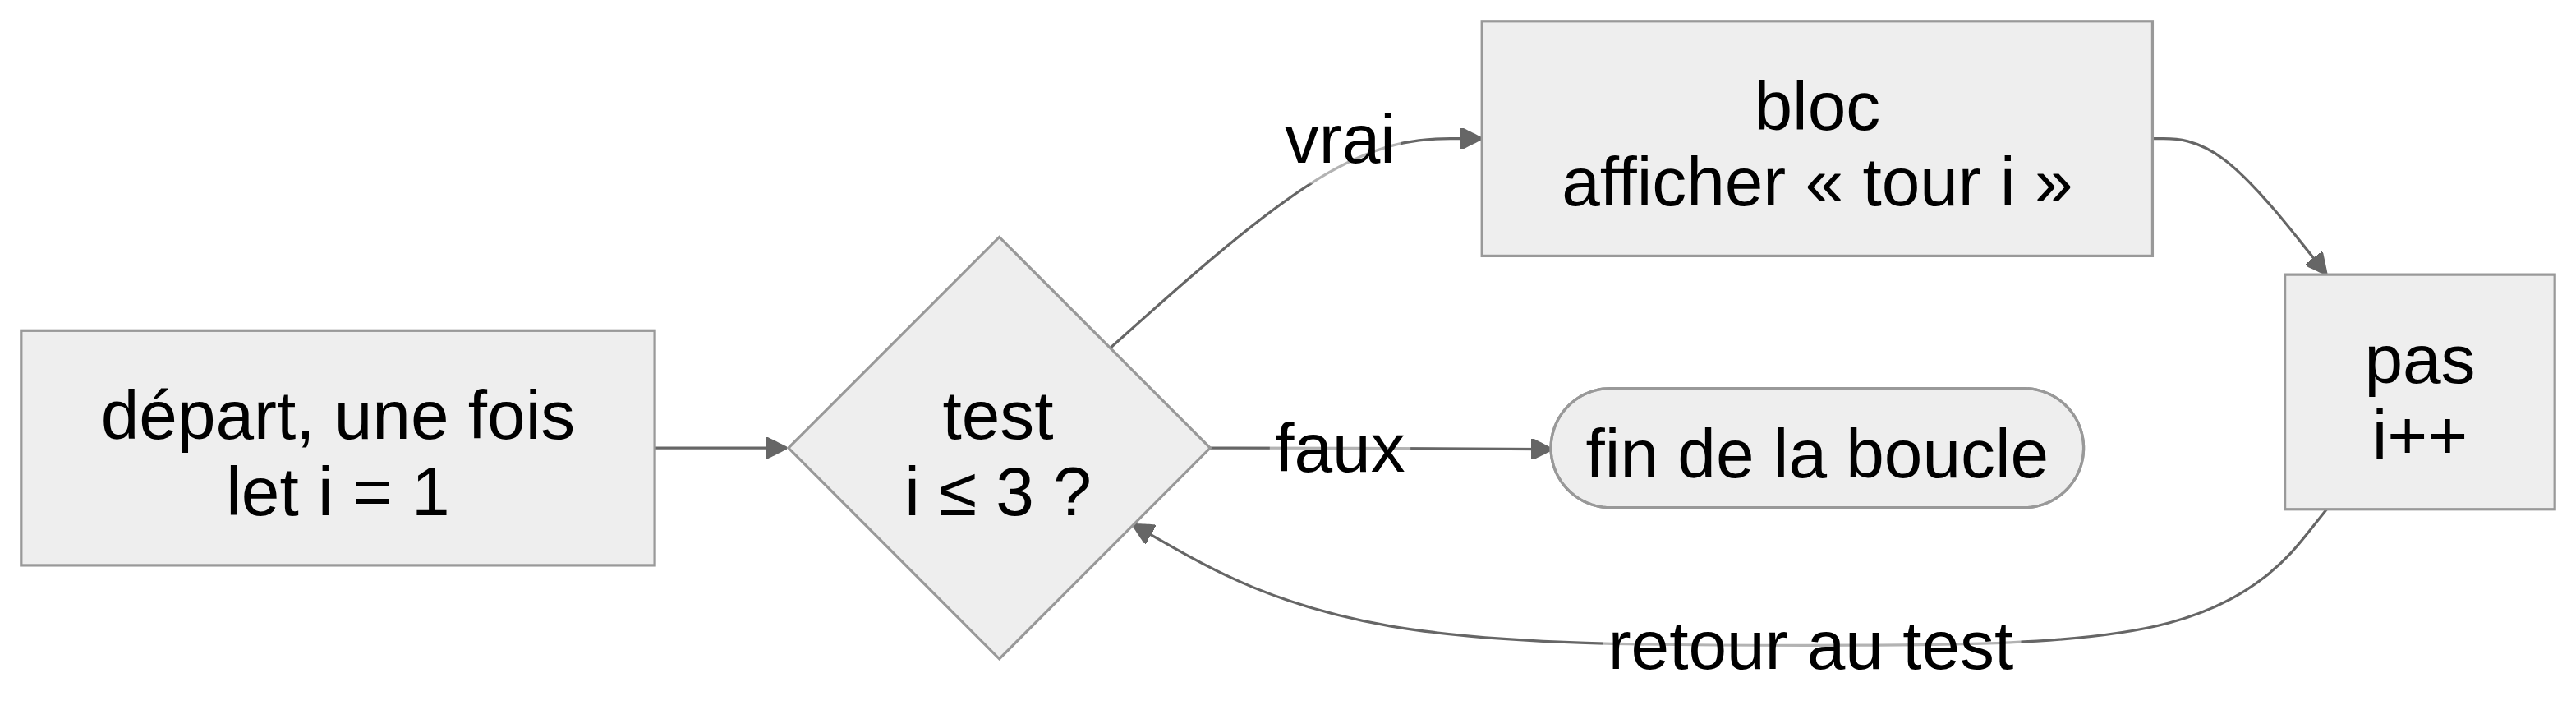 départ, une fois
let i = 1
test
i ≤ 3 ?
vrai
bloc
afficher « tour i »
pas
i++
faux
fin de la boucle
retour au test